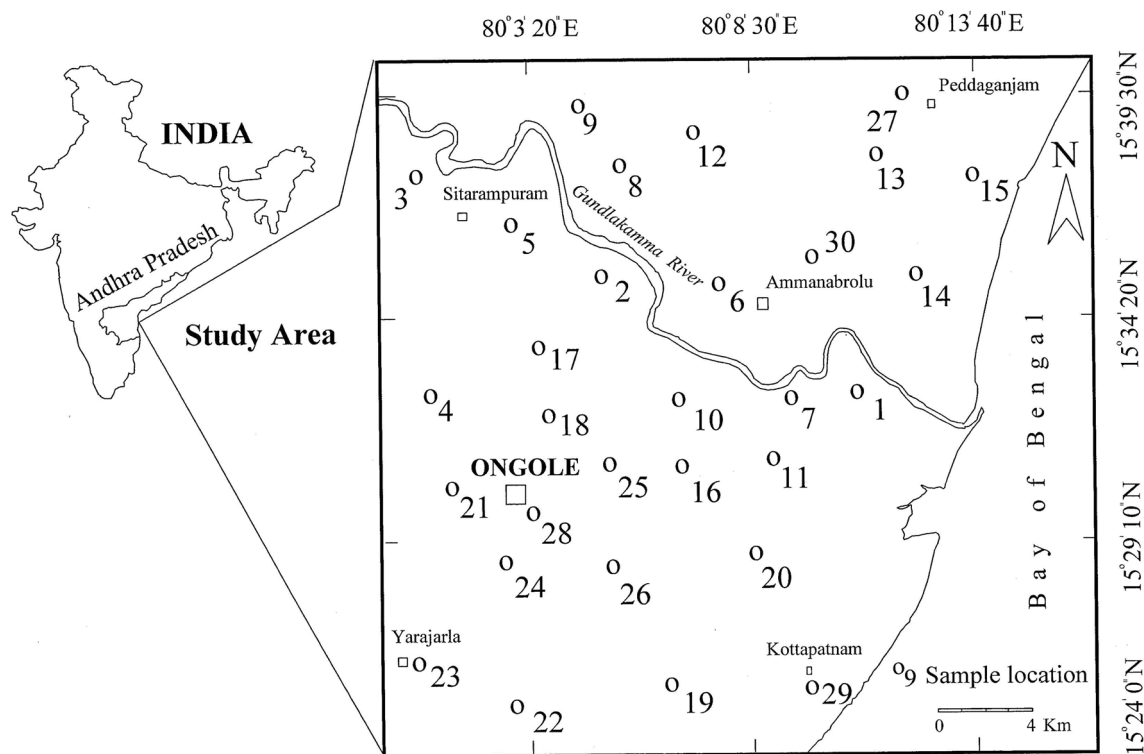 80°3'20"E 80°8'30"E 80°13'40"E
INDIA
Andhra Pradesh
Study Area
15°39'30"N
15°34'20"N
15°29'10"N
15°24'0"N
N
Peddaganjam
27
9
12
13
15
8
3
Sitarampuram
5
Gundlakamma River
30
2
6
Ammanabrolu
14
17
4
18
10
7
1
ONGOLE
25
16
11
21
28
24
26
20
Bay of Bengal
Yarajarla
23
Kottapatnam
29
19
22
9 Sample location
0 4 Km